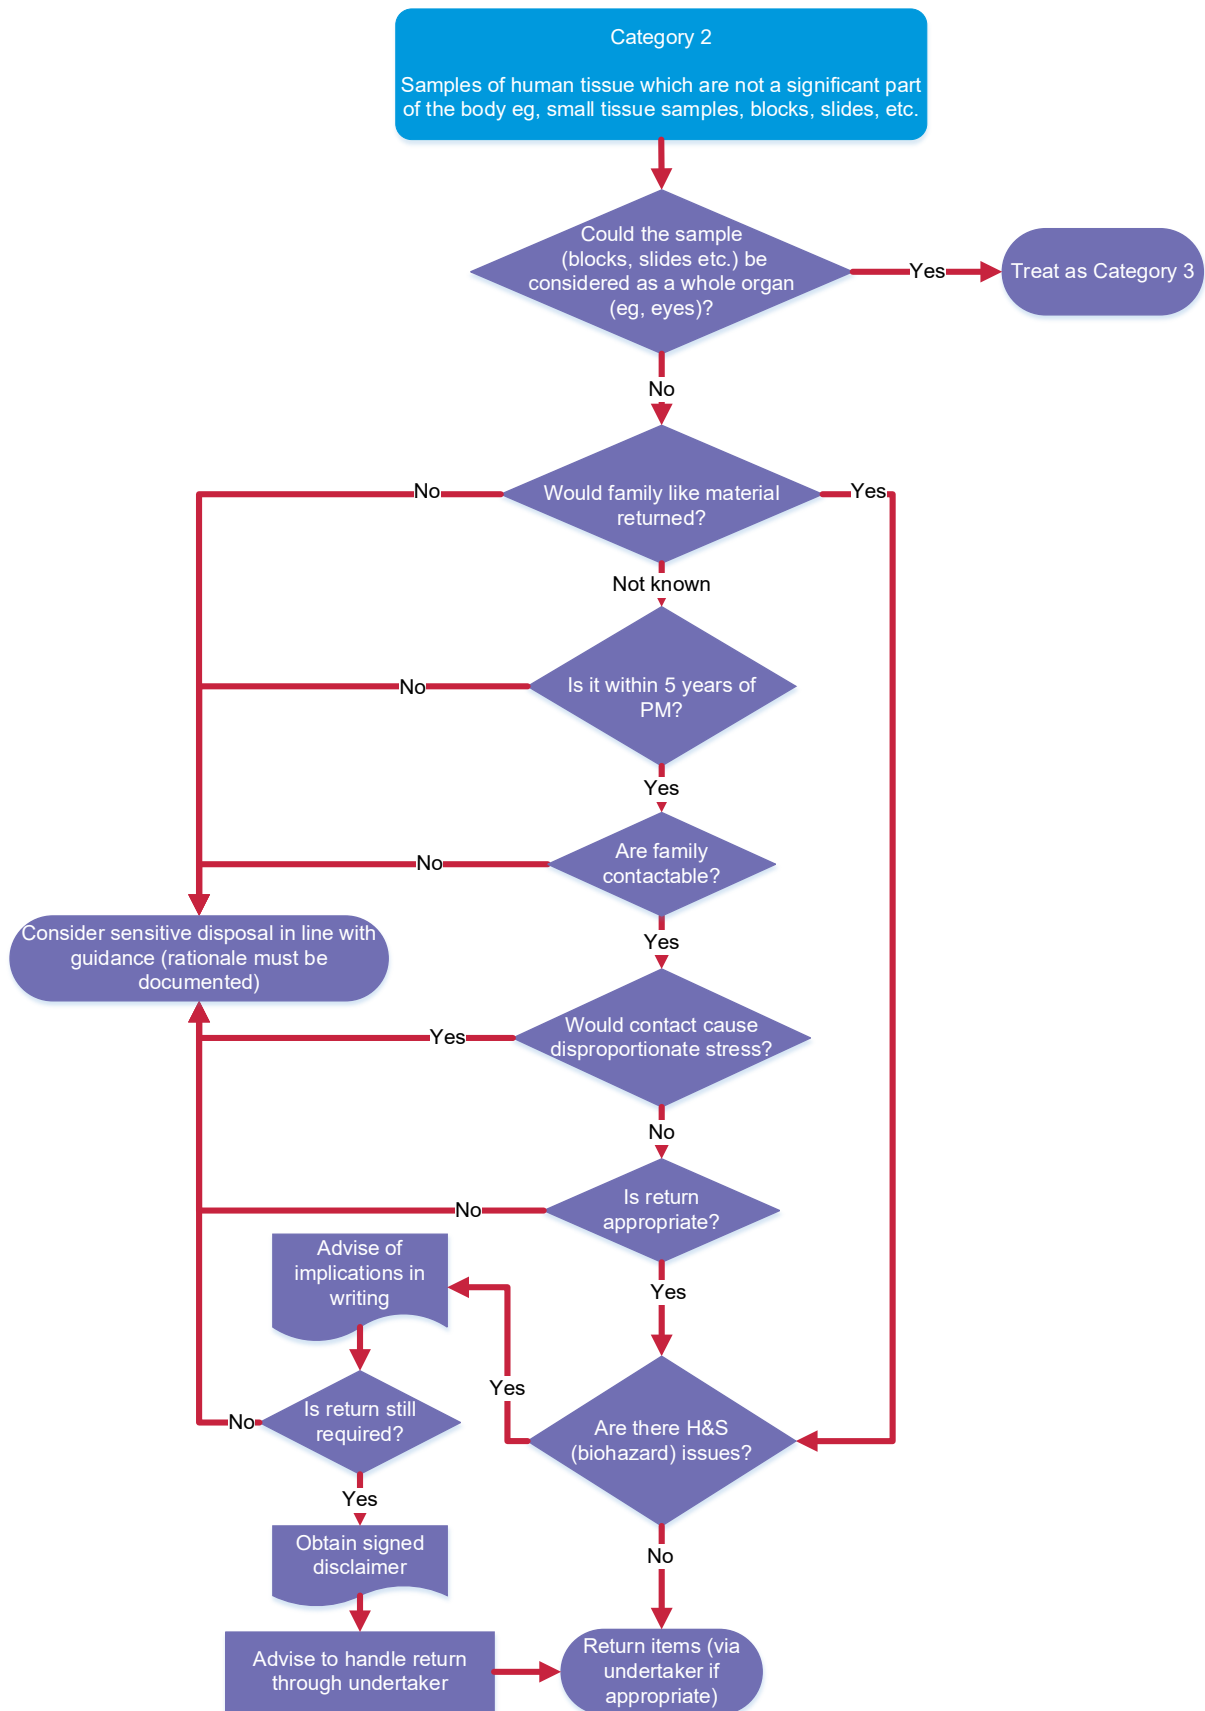 Category 2
Samples of human tissue which are not a significant part
of the body eg, small tissue samples, blocks, slides, etc.
Could the sample
(blocks, slides etc.) be
considered as a whole organ
(eg, eyes)?
Yes
Treat as Category 3
No
Would family like material
returned?
No
Yes
Not known
Is it within 5 years of
PM?
No
Yes
Are family
contactable?
No
Yes
Consider sensitive disposal in line with
guidance (rationale must be
documented)
Would contact cause
disproportionate stress?
Yes
No
Is return
appropriate?
No
Yes
Advise of
implications in
writing
Yes
Is return still
required?
No
Are there H&S
(biohazard) issues?
Yes
Obtain signed
disclaimer
No
Advise to handle return
through undertaker
Return items (via
undertaker if
appropriate)